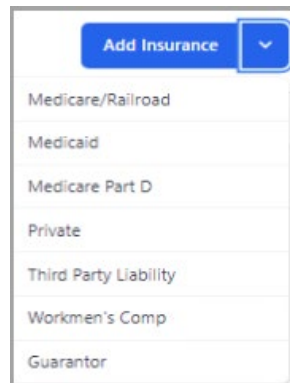 Add Insurance
Medicare/Railroad
Medicaid
Medicare Part D
Private
Third Party Liability
Workmen's Comp
Guarantor